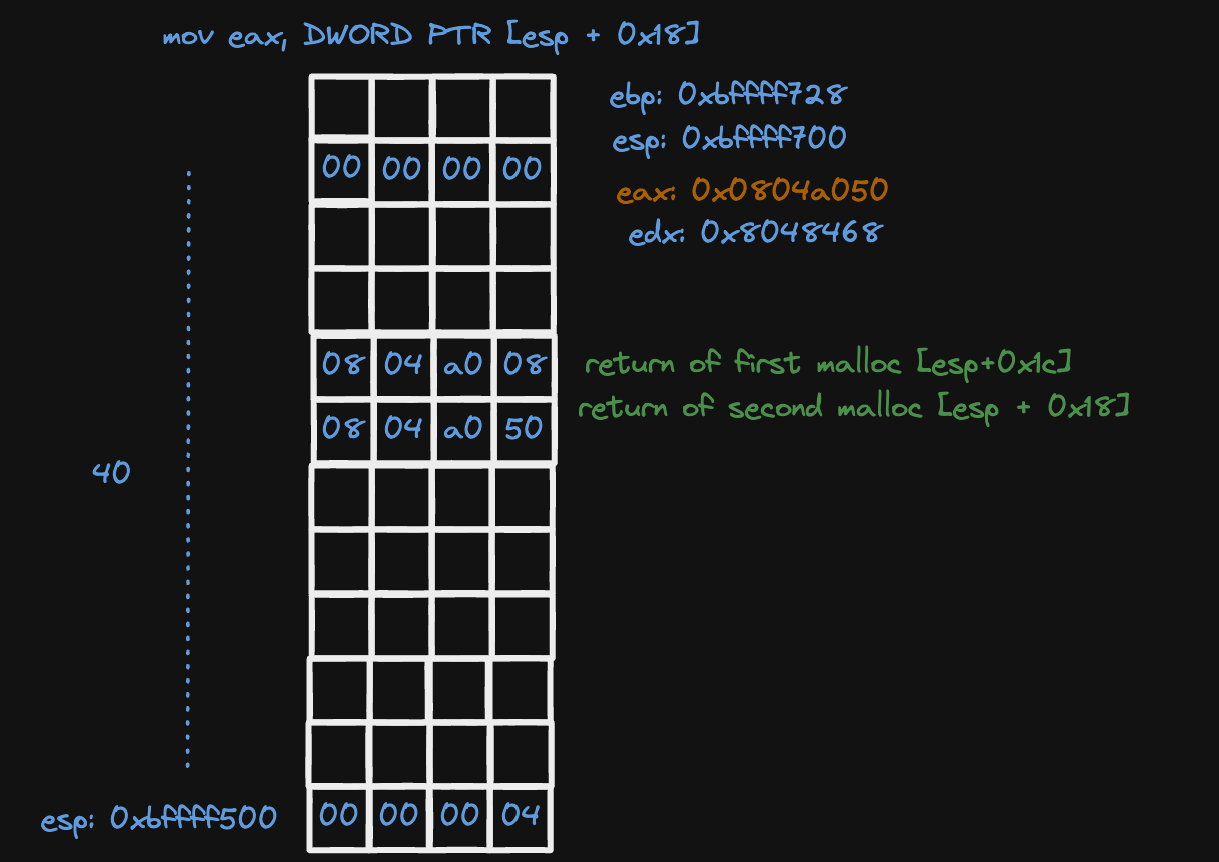 mov eax, DWORD PTR [esp + 0x18]
ebp: 0xbffff728
esp: 0xbffff700
00 00 00 00
eax: 0x0804a050
edx: 0x8048468
08 04 a0 08
return of first malloc [esp+0x1c]
08 04 a0 50
return of second malloc [esp + 0x18]
40
esp: 0xbffff500
00 00 00 04